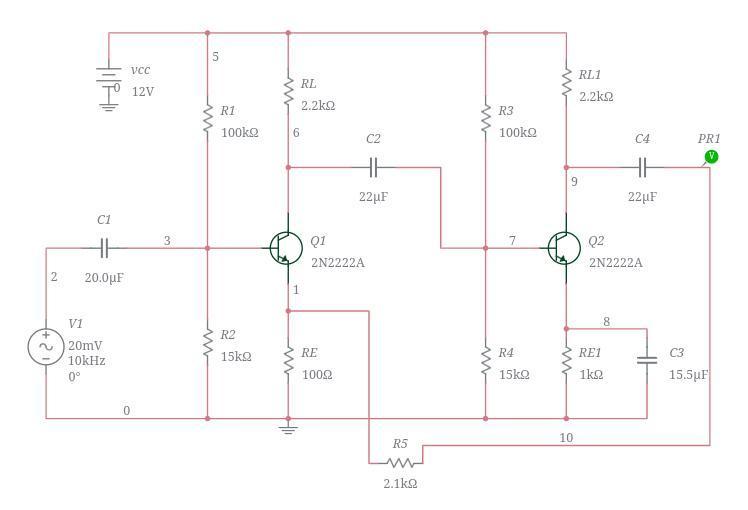 5
vcc
0
12V
R1
100kΩ
RL
2.2kΩ
6
R3
100kΩ
RL1
2.2kΩ
C2
22μF
C4
22μF
PR1
V
9
C1
20.0μF
3
2
Q1
2N2222A
7
Q2
2N2222A
1
8
V1
20mV
10kHz
0°
R2
15kΩ
RE
100Ω
R4
15kΩ
RE1
1kΩ
C3
15.5μF
0
R5
2.1kΩ
10